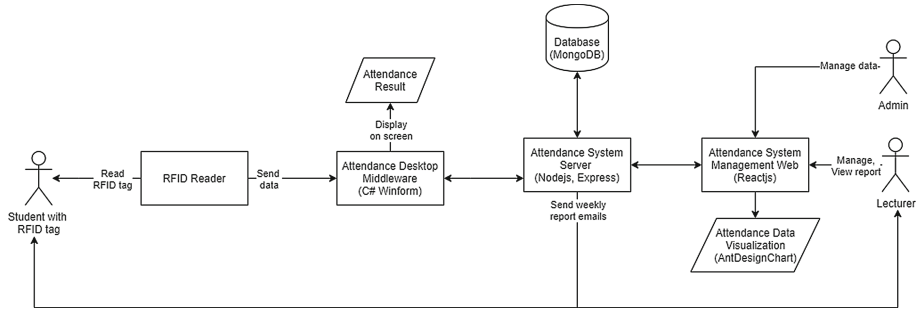 Database
(MongoDB)
Manage data
Admin
Attendance
Result
Display
on screen
Read
RFID tag
RFID Reader
Send
data
Attendance Desktop
Middleware
(C# Winform)
Attendance System
Server
(Nodejs, Express)
Attendance System
Management Web
(Reactjs)
Manage,
View report
Lecturer
Student with
RFID tag
Send weekly
report emails
Attendance Data
Visualization
(AntDesignChart)